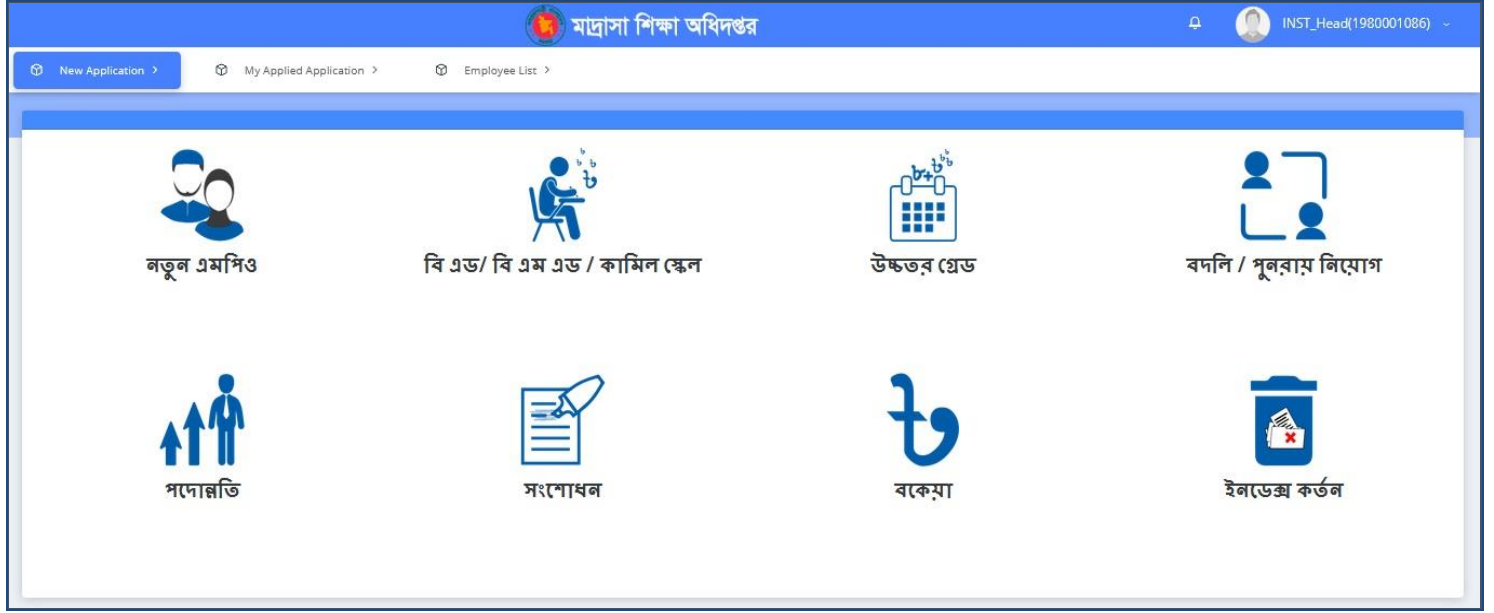 মাদ্রাসা শিক্ষা অধিদপ্তর
INST_Head(1980001086)
New Application >
My Applied Application >
Employee List >
নতুন এমপিও
বি এড/ বি এম এড / কামিল স্কেল
উচ্চতর গ্রেড
বদলি / পুনরায় নিয়োগ
পদোন্নতি
সংশোধন
বকেয়া
ইনডেক্স কর্তন